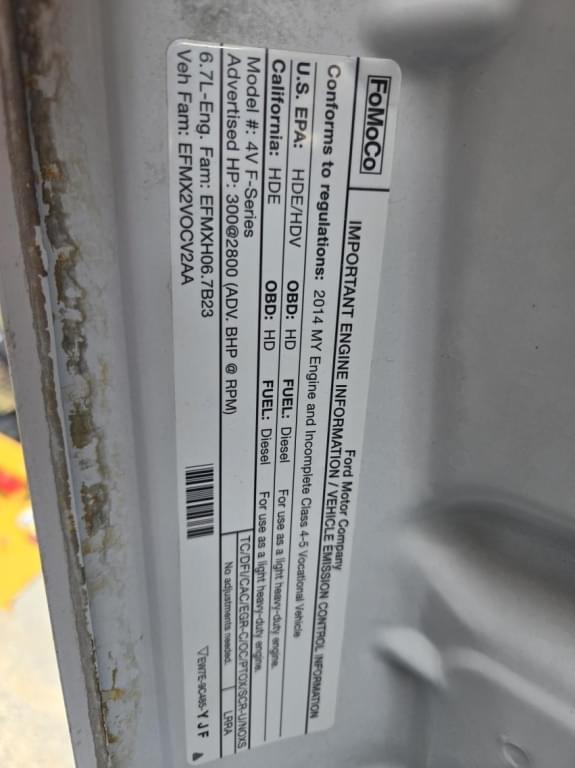 FoMoCo
Ford Motor Company
IMPORTANT ENGINE INFORMATION / VEHICLE EMISSION CONTROL INFORMATION
Conforms to regulations: 2014 MY Engine and Incomplete Class 4-5 Vocational Vehicle
U.S. EPA: HDE/HDV OBD: HD FUEL: Diesel For use as a light heavy-duty engine.
California: HDE OBD: HD FUEL: Diesel For use as a light heavy-duty engine.
Model #: 4V F-Series TC/DFI/CAC/EGR-C/OC/PTOX/SCR-U/NOXS
Advertised HP: 300@2800 (ADV. BHP @ RPM) No adjustments needed. LRRA
6.7L-Eng. Fam: EFMXH06.7B23
Veh Fam: EFMX2VOCV2AA
EW7E-9C485-YJF